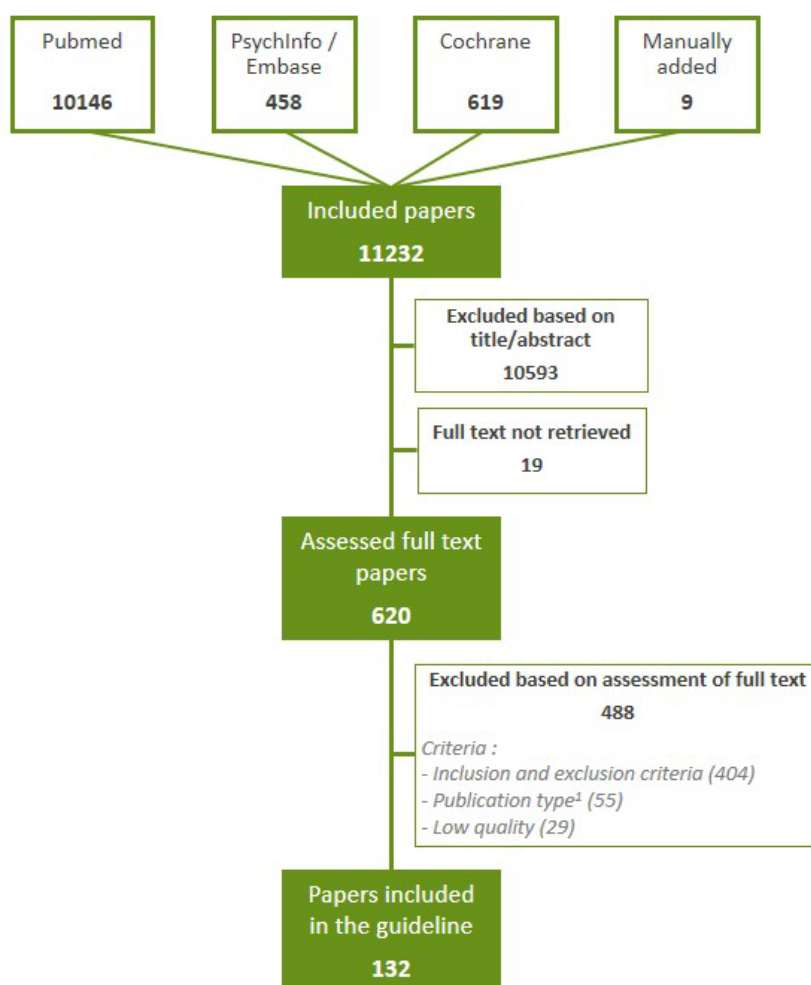 Pubmed
10146
PsychInfo /
Embase
458
Cochrane
619
Manually
added
9
Included papers
11232
Excluded based on
title/abstract
10593
Full text not retrieved
19
Assessed full text
papers
620
Excluded based on assessment of full text
488
Criteria :
- Inclusion and exclusion criteria (404)
- Publication type¹ (55)
- Low quality (29)
Papers included
in the guideline
132